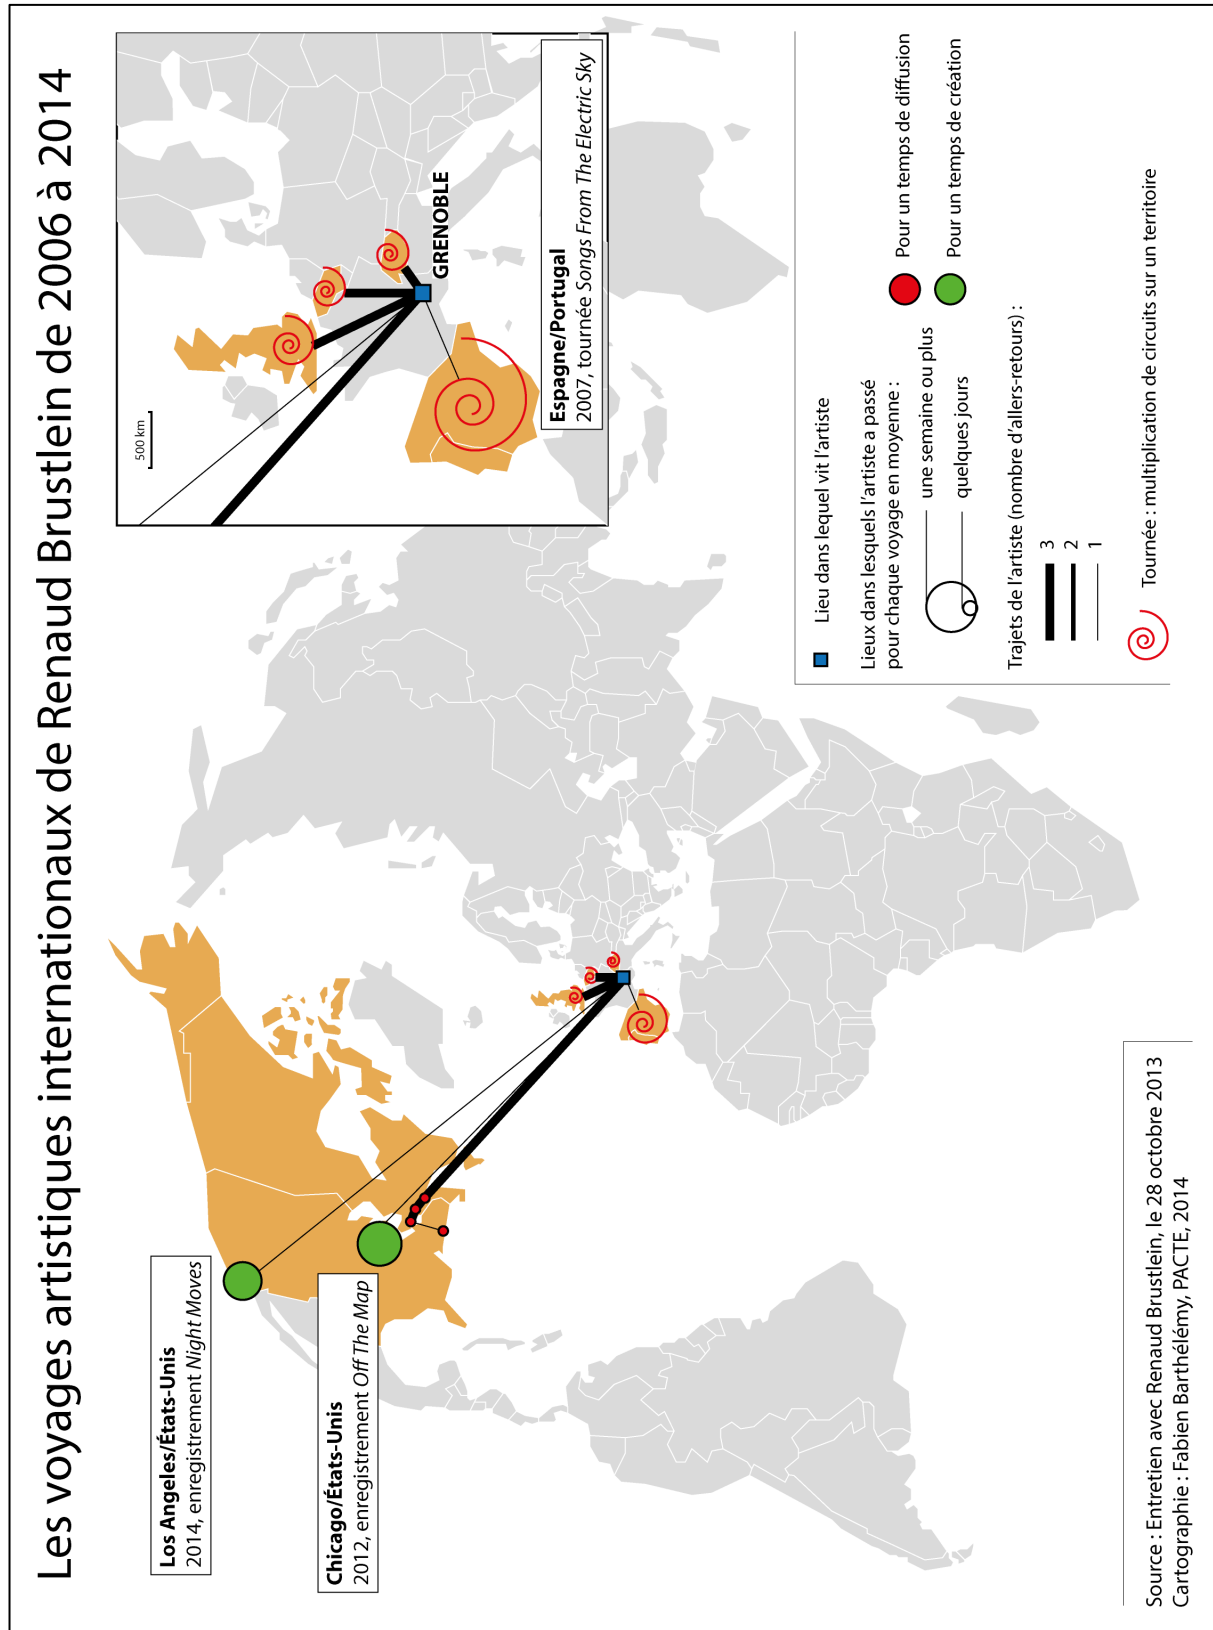 Les voyages artistiques internationaux de Renaud Brustlein de 2006 à 2014
Los Angeles/États-Unis
2014, enregistrement Night Moves
Chicago/États-Unis
2012, enregistrement Off The Map
500 km
GRENOBLE
Espagne/Portugal
2007, tournée Songs From The Electric Sky
Lieu dans lequel vit l'artiste
Lieux dans lesquels l'artiste a passé
pour chaque voyage en moyenne :
une semaine ou plus
quelques jours
Pour un temps de diffusion
Pour un temps de création
Trajets de l'artiste (nombre d'allers-retours) :
3
2
1
Tournée : multiplication de circuits sur un territoire
Source : Entretien avec Renaud Brustlein, le 28 octobre 2013
Cartographie : Fabien Barthélémy, PACTE, 2014